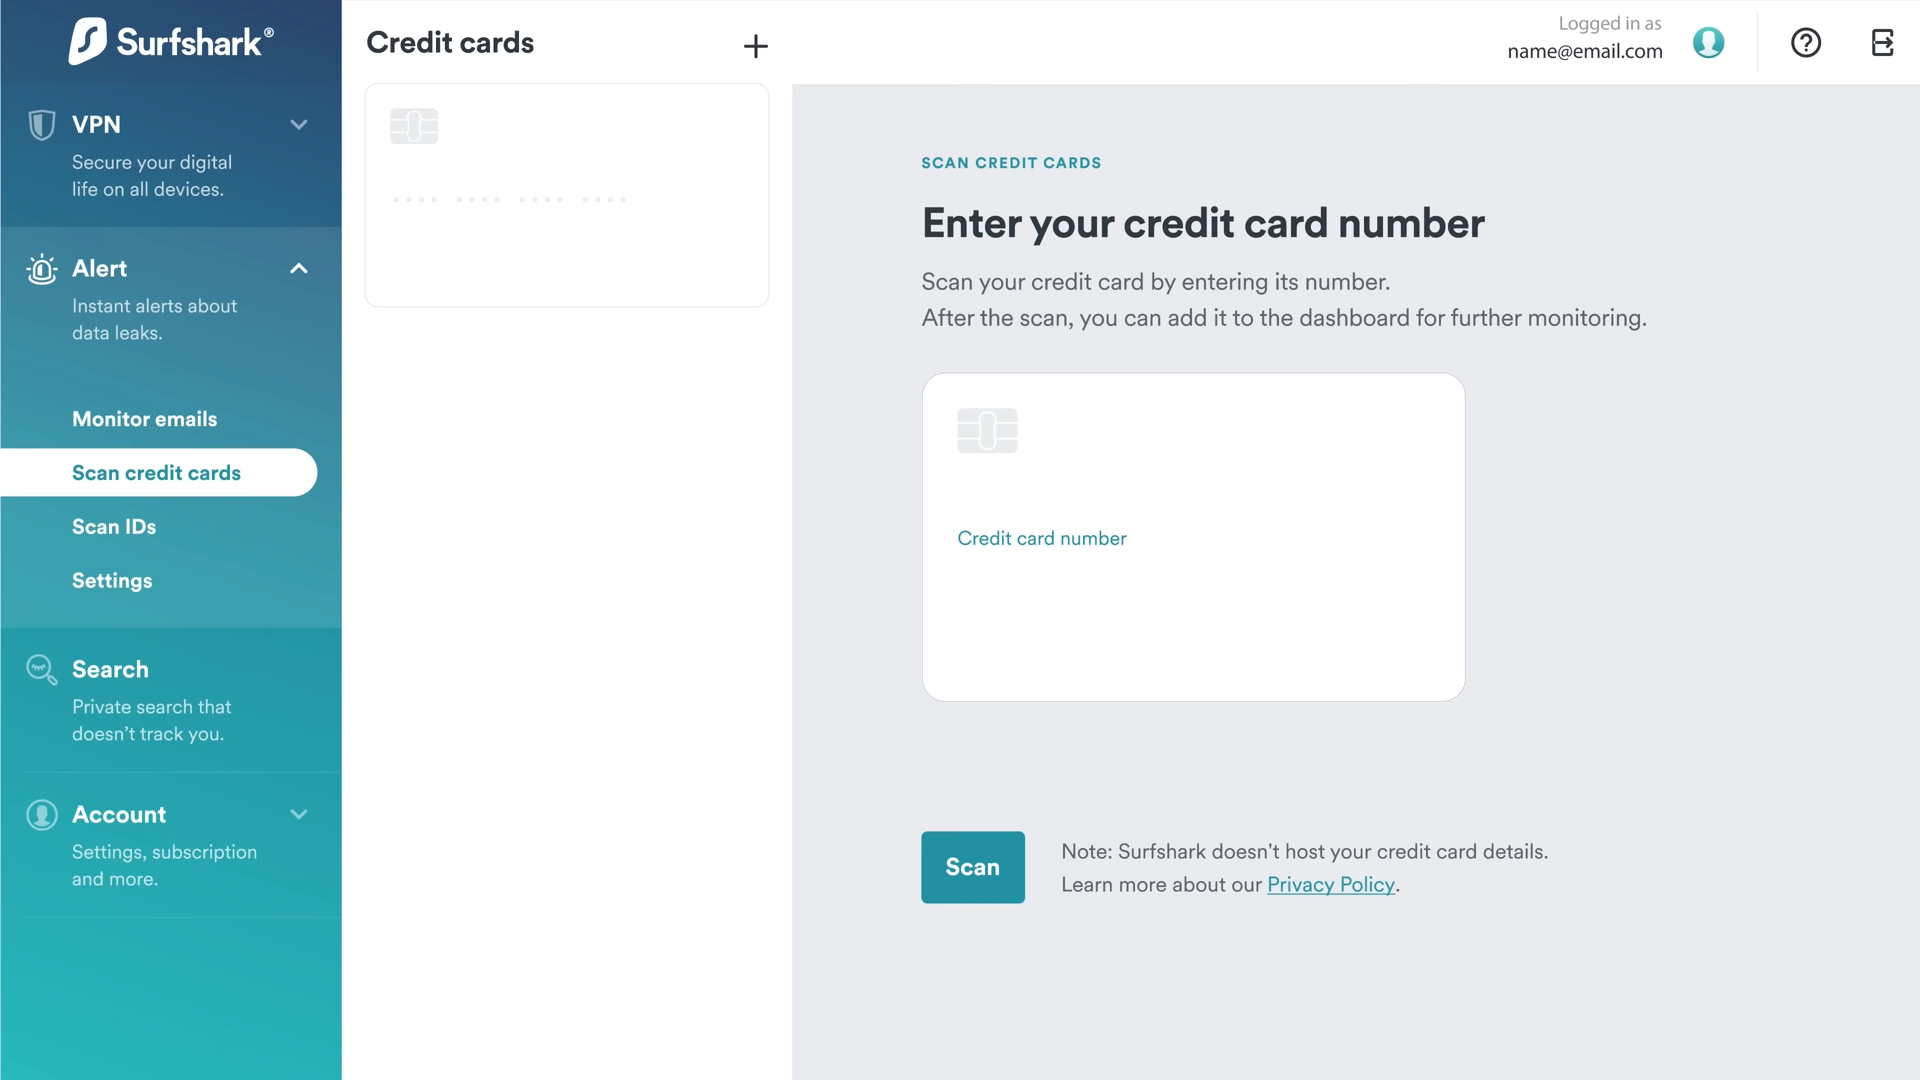 Surfshark®
VPN
Secure your digital
life on all devices.
Alert
Instant alerts about
data leaks.
Monitor emails
Scan credit cards
Scan IDs
Settings
Search
Private search that
doesn’t track you.
Account
Settings, subscription
and more.
Credit cards
Logged in as
name@email.com
SCAN CREDIT CARDS
Enter your credit card number
Scan your credit card by entering its number.
After the scan, you can add it to the dashboard for further monitoring.
Credit card number
Scan
Note: Surfshark doesn't host your credit card details.
Learn more about our Privacy Policy.